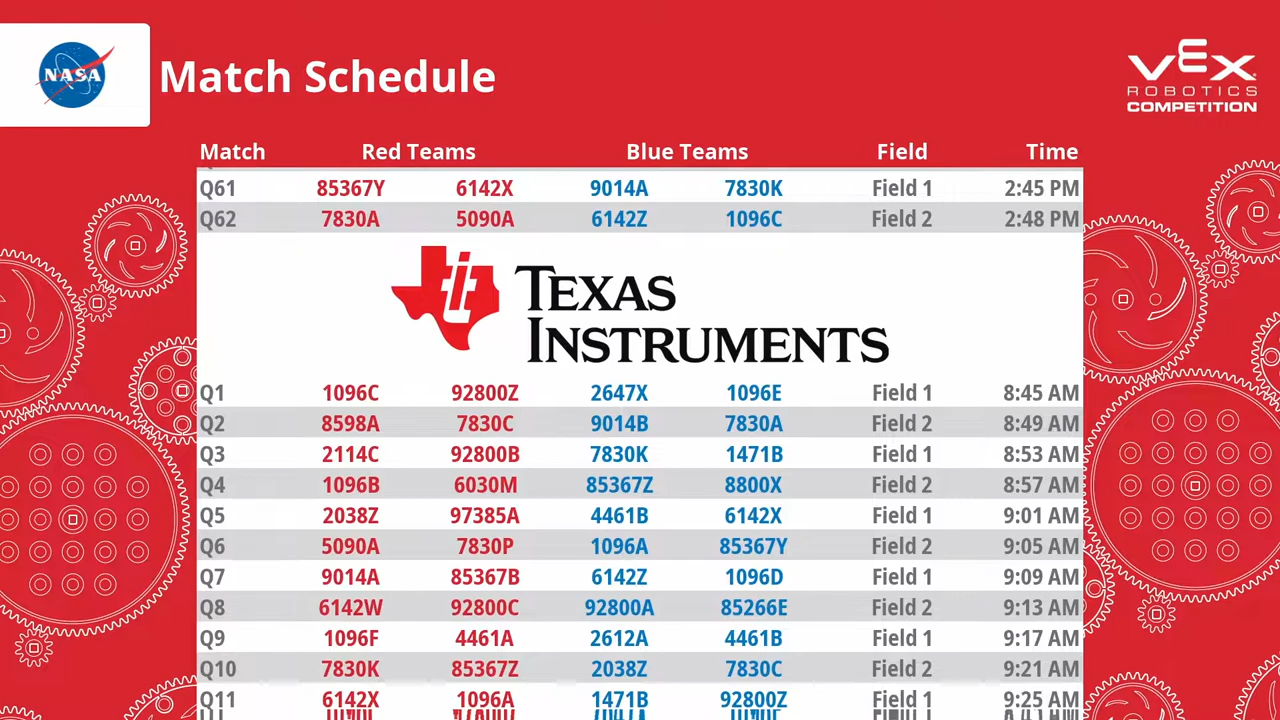 NASA
Match Schedule
VEX
ROBOTICS
COMPETITION
Match Red Teams Blue Teams Field Time
Q61 85367Y 6142X 9014A 7830K Field 1 2:45 PM
Q62 7830A 5090A 6142Z 1096C Field 2 2:48 PM
TEXAS
INSTRUMENTS
Q1 1096C 92800Z 2647X 1096E Field 1 8:45 AM
Q2 8598A 7830C 9014B 7830A Field 2 8:49 AM
Q3 2114C 92800B 7830K 1471B Field 1 8:53 AM
Q4 1096B 6030M 85367Z 8800X Field 2 8:57 AM
Q5 2038Z 97385A 4461B 6142X Field 1 9:01 AM
Q6 5090A 7830P 1096A 85367Y Field 2 9:05 AM
Q7 9014A 85367B 6142Z 1096D Field 1 9:09 AM
Q8 6142W 92800C 92800A 85266E Field 2 9:13 AM
Q9 1096F 4461A 2612A 4461B Field 1 9:17 AM
Q10 7830K 85367Z 2038Z 7830C Field 2 9:21 AM
Q11 6142X 1096A 1471B 92800Z Field 1 9:25 AM